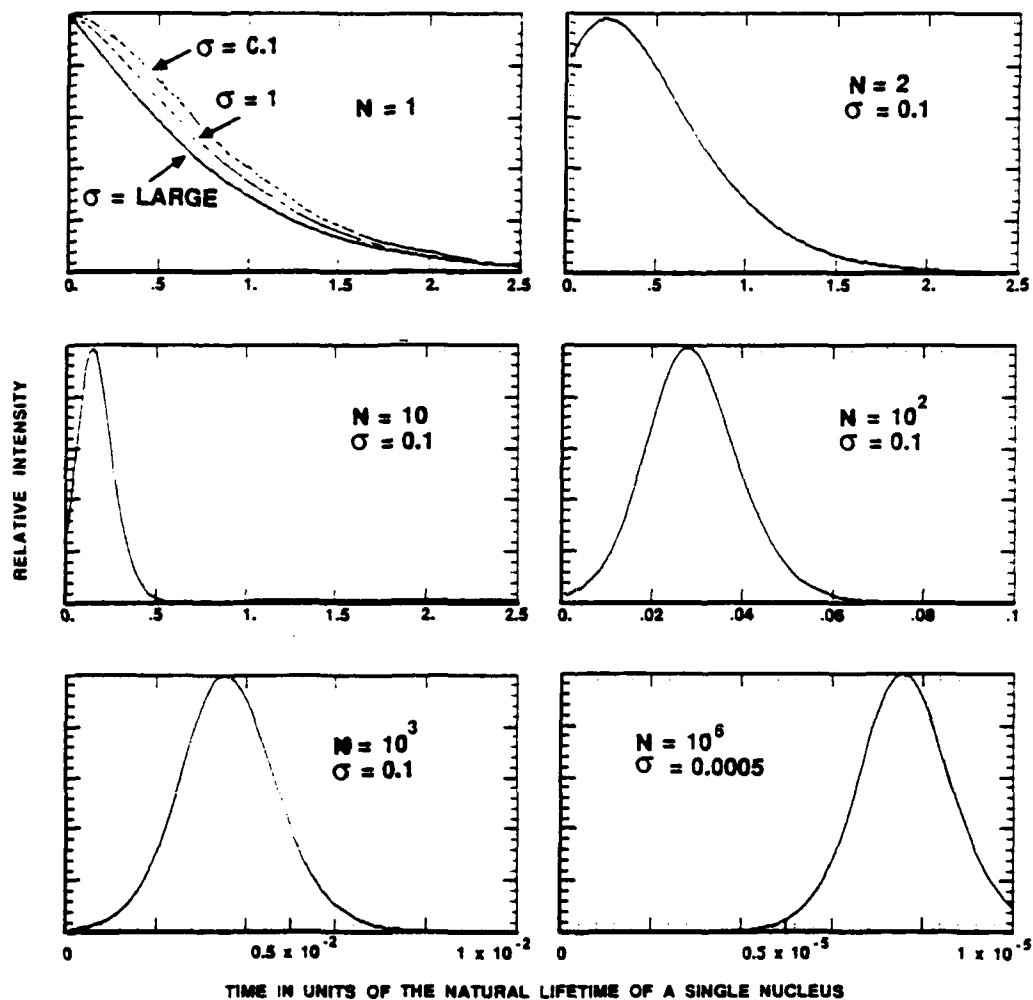 σ = 0.1
σ = 1
σ = LARGE
N = 1
0. .5 1. 1.5 2. 2.5
N = 2
σ = 0.1
0. .5 1. 1.5 2. 2.5
RELATIVE INTENSITY
N = 10
σ = 0.1
0. .5 1. 1.5 2. 2.5
N = 10²
σ = 0.1
0. .02 .04 .06 .08 .1
N = 10³
σ = 0.1
0 0.5 x 10⁻² 1 x 10⁻²
N = 10⁶
σ = 0.0005
0 0.5 x 10⁻⁵ 1 x 10⁻⁵
TIME IN UNITS OF THE NATURAL LIFETIME OF A SINGLE NUCLEUS